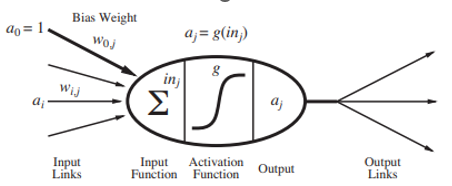 Bias Weight
a₀ = 1
w₀,ⱼ
aⱼ = g(inⱼ)
wᵢ,ⱼ
aᵢ
inⱼ
Σ
g
aⱼ
Input Links
Input Function
Activation Function
Output
Output Links